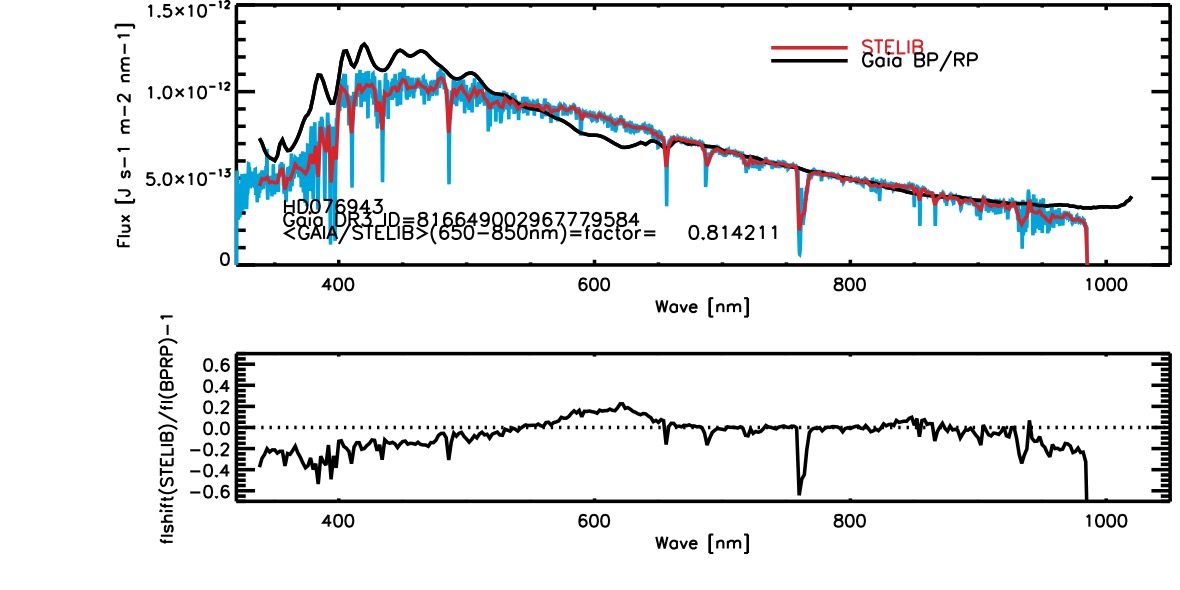 1.5×10−12
1.0×10−12
5.0×10−13
0
Flux [J s−1 m−2 nm−1]
STELIB
Gaia BP/RP
HD076943
Gaia DR3 ID=816649002967779584
<GAIA/STELIB>(650−850nm)=factor= 0.814211
400 600 800 1000
Wave [nm]
0.6
0.4
0.2
0.0
−0.2
−0.4
−0.6
flshift(STELIB)/fl(BPRP)−1
400 600 800 1000
Wave [nm]